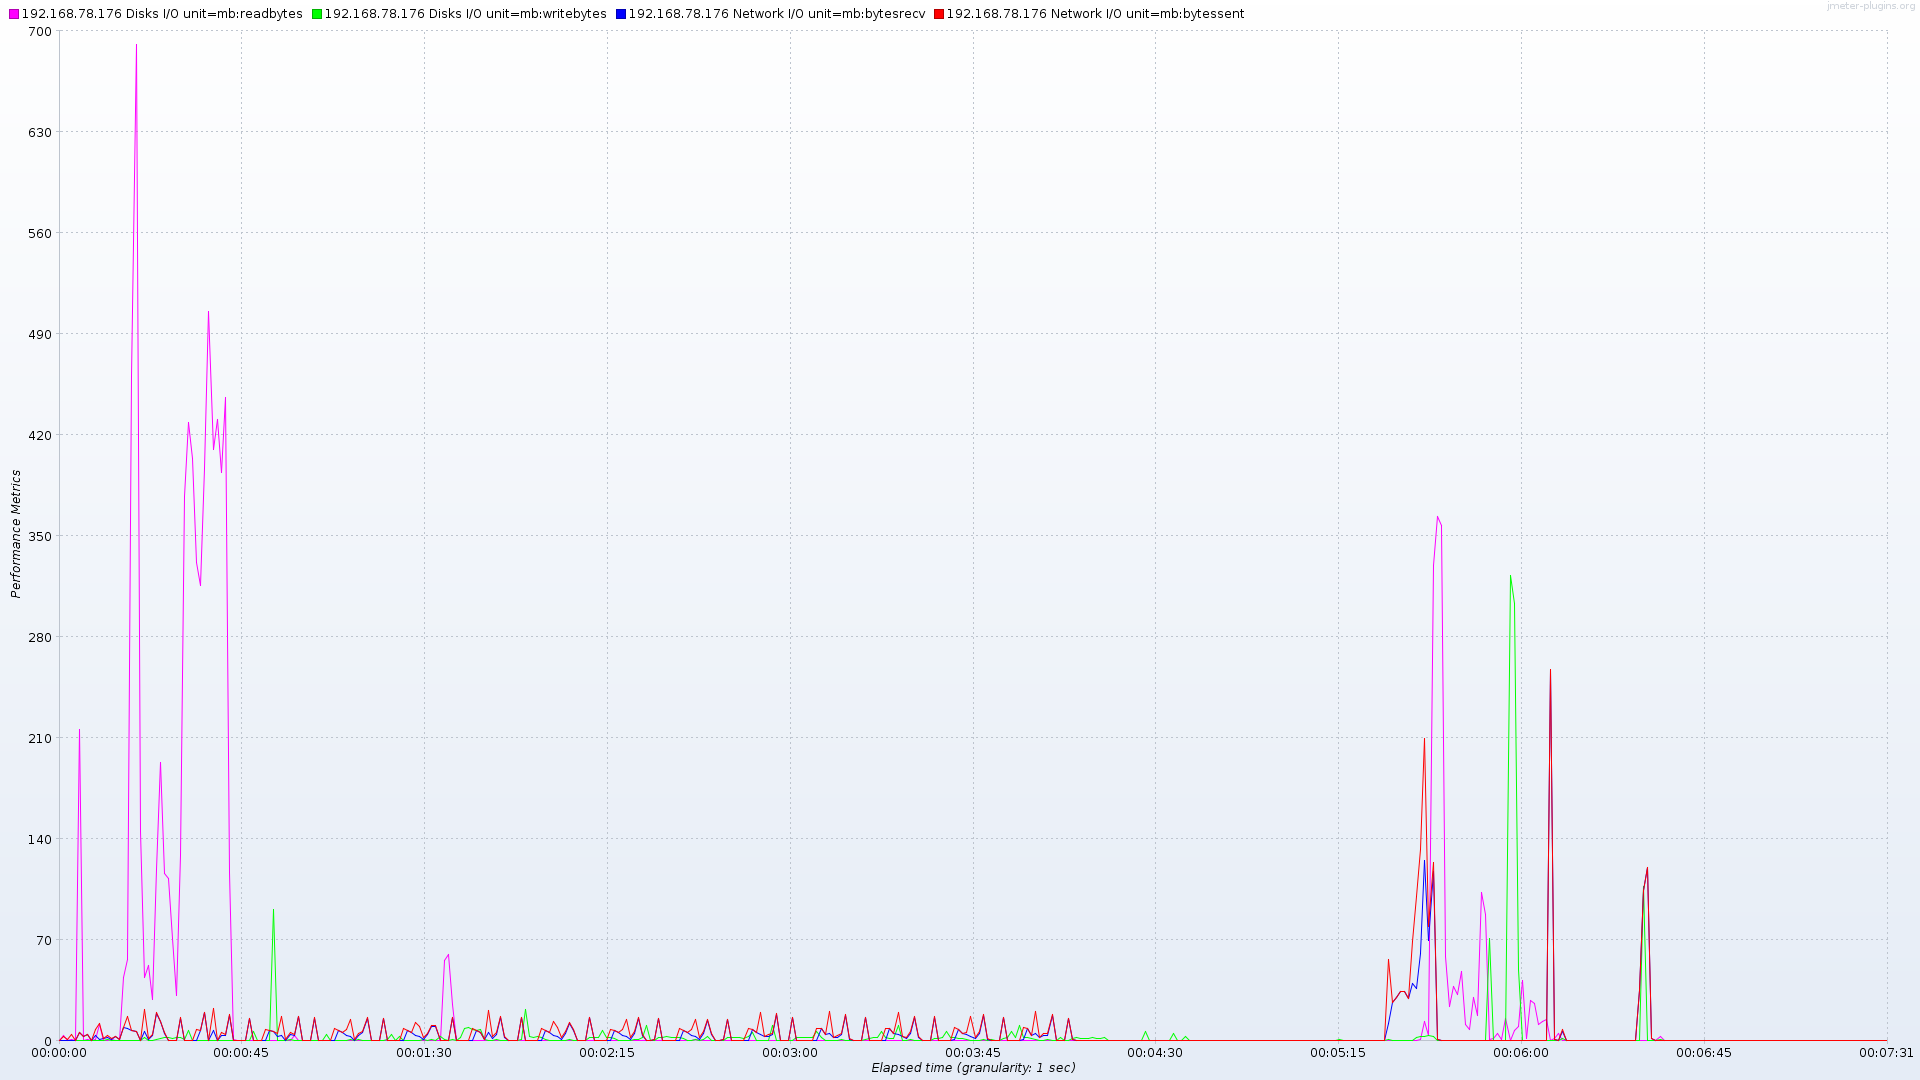 192.168.78.176 Disks I/O unit=mb:readbytes 192.168.78.176 Disks I/O unit=mb:writebytes 192.168.78.176 Network I/O unit=mb:bytesrecv 192.168.78.176 Network I/O unit=mb:bytessent
jmeter-plugins.org
700
630
560
490
420
350
280
210
140
70
0
Performance Metrics
00:00:00 00:00:45 00:01:30 00:02:15 00:03:00 00:03:45 00:04:30 00:05:15 00:06:00 00:06:45 00:07:31
Elapsed time (granularity: 1 sec)